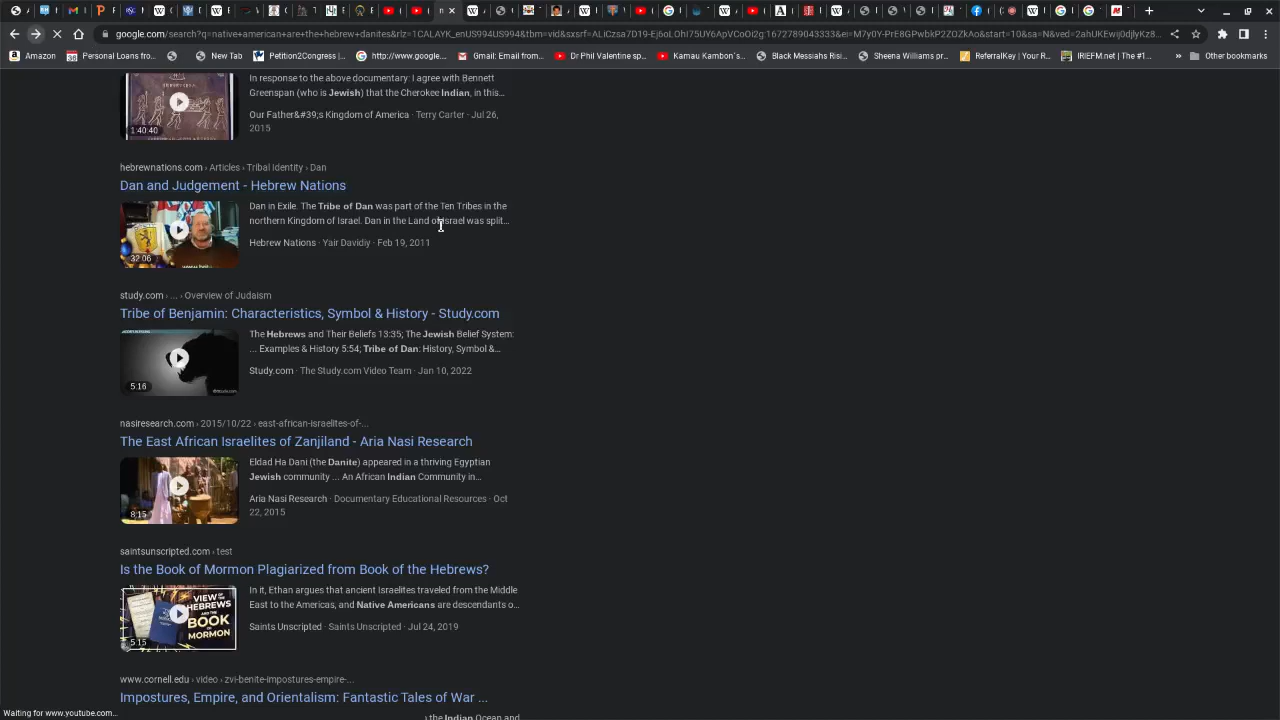 n
google.com/search?q=native+american+are+the+hebrew+danites&rlz=1CALAYK_enUS994US994&tbm=vid&sxsrf=ALiCzsa7D19-Ej6oLOhI75UY6ApVCoOi2g:1672789043333&ei=M7y0Y-PrE8GPwbkP2ZOZkAo&start=10&sa=N&ved=2ahUKEwij0djlyKz8...
Amazon Personal Loans fro... New Tab Petition2Congress |... http://www.google.... Gmail: Email from... Dr Phil Valentine sp... Kamau Kambon's... Black Messiahs Risi... Sheena Williams pr... ReferralKey | Your R... IRIEFM.net | The #1... Other bookmarks
In response to the above documentary: I agree with Bennett
Greenspan (who is Jewish) that the Cherokee Indian, in this...
Our Father&#39;s Kingdom of America · Terry Carter · Jul 26,
2015
1:40:40
hebrewnations.com › Articles › Tribal Identity › Dan
Dan and Judgement - Hebrew Nations
Dan in Exile. The Tribe of Dan was part of the Ten Tribes in the
northern Kingdom of Israel. Dan in the Land of Israel was split...
Hebrew Nations · Yair Davidiy · Feb 19, 2011
32:06
study.com › ... › Overview of Judaism
Tribe of Benjamin: Characteristics, Symbol & History - Study.com
The Hebrews and Their Beliefs 13:35; The Jewish Belief System:
... Examples & History 5:54; Tribe of Dan: History, Symbol &...
Study.com · The Study.com Video Team · Jan 10, 2022
5:16
nasiresearch.com › 2015/10/22 › east-african-israelites-of-...
The East African Israelites of Zanjiland - Aria Nasi Research
Eldad Ha Dani (the Danite) appeared in a thriving Egyptian
Jewish community ... An African Indian Community in...
Aria Nasi Research · Documentary Educational Resources · Oct
22, 2015
8:15
saintsunscripted.com › test
Is the Book of Mormon Plagiarized from Book of the Hebrews?
In it, Ethan argues that ancient Israelites traveled from the Middle
East to the Americas, and Native Americans are descendants o...
Saints Unscripted · Saints Unscripted · Jul 24, 2019
VIEW OF THE
HEBREWS
AND THE
BOOK
OF
MORMON
5:15
www.cornell.edu › video › zvi-benite-impostures-empire-...
Impostures, Empire, and Orientalism: Fantastic Tales of War ...
the Indian Ocean and
Waiting for www.youtube.com...